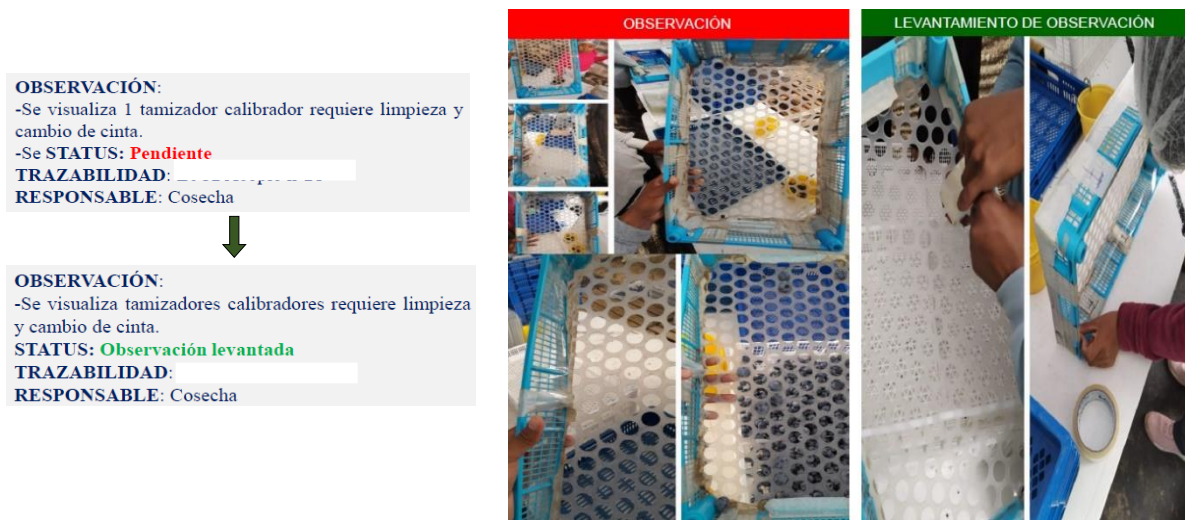 OBSERVACIÓN:
-Se visualiza 1 tamizador calibrador requiere limpieza y
cambio de cinta.
-Se STATUS: Pendiente
TRAZABILIDAD:
RESPONSABLE: Cosecha
OBSERVACIÓN:
-Se visualiza tamizadores calibradores requiere limpieza
y cambio de cinta.
STATUS: Observación levantada
TRAZABILIDAD:
RESPONSABLE: Cosecha
OBSERVACIÓN
LEVANTAMIENTO DE OBSERVACIÓN